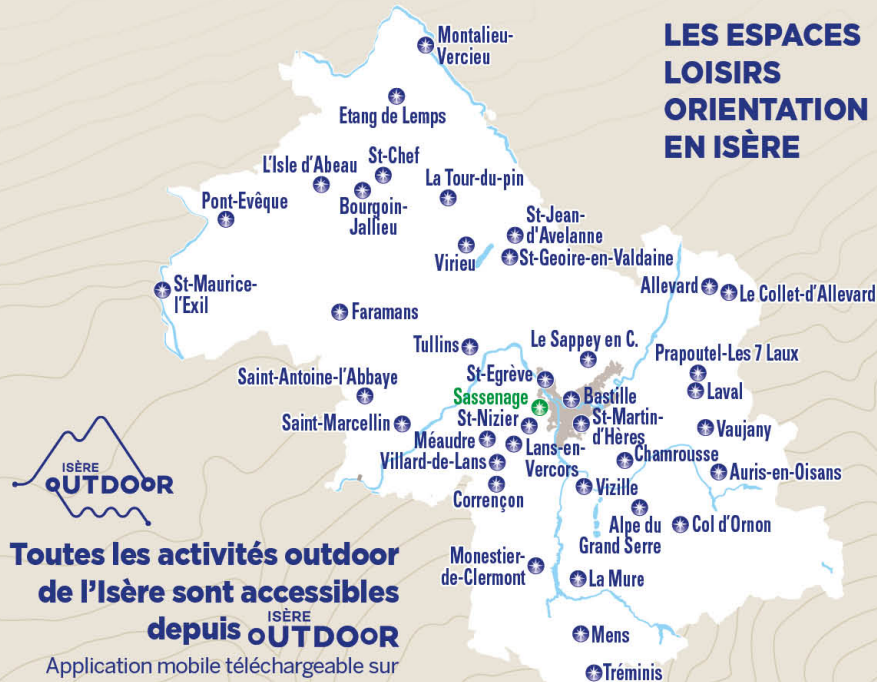 LES ESPACES
LOISIRS
ORIENTATION
EN ISÈRE
Montalieu-
Vercieu
Etang de Lemps
L'Isle d'Abeau
St-Chef
Bourgoin-
Jallieu
La Tour-du-pin
Pont-Evêque
St-Jean-
d'Avelanne
Virieu
St-Geoire-en-Valdaine
St-Maurice-
l'Exil
Allevard
Le Collet-d'Allevard
Faramans
Tullins
Le Sappey en C.
Prapoutel-Les 7 Laux
St-Egrève
Saint-Antoine-l'Abbaye
Sassenage
Bastille
Laval
Saint-Marcellin
St-Nizier
St-Martin-
d'Hères
Vaujany
Méaudre
Lans-en-
Vercors
Chamrousse
Villard-de-Lans
Auris-en-Oisans
Corrençon
Vizille
Alpe du
Grand Serre
Col d'Ornon
Monestier-
de-Clermont
La Mure
Mens
Tréminis
ISÈRE
OUTDOOR
Toutes les activités outdoor
de l'Isère sont accessibles
depuis ISÈRE OUTDOOR
Application mobile téléchargeable sur